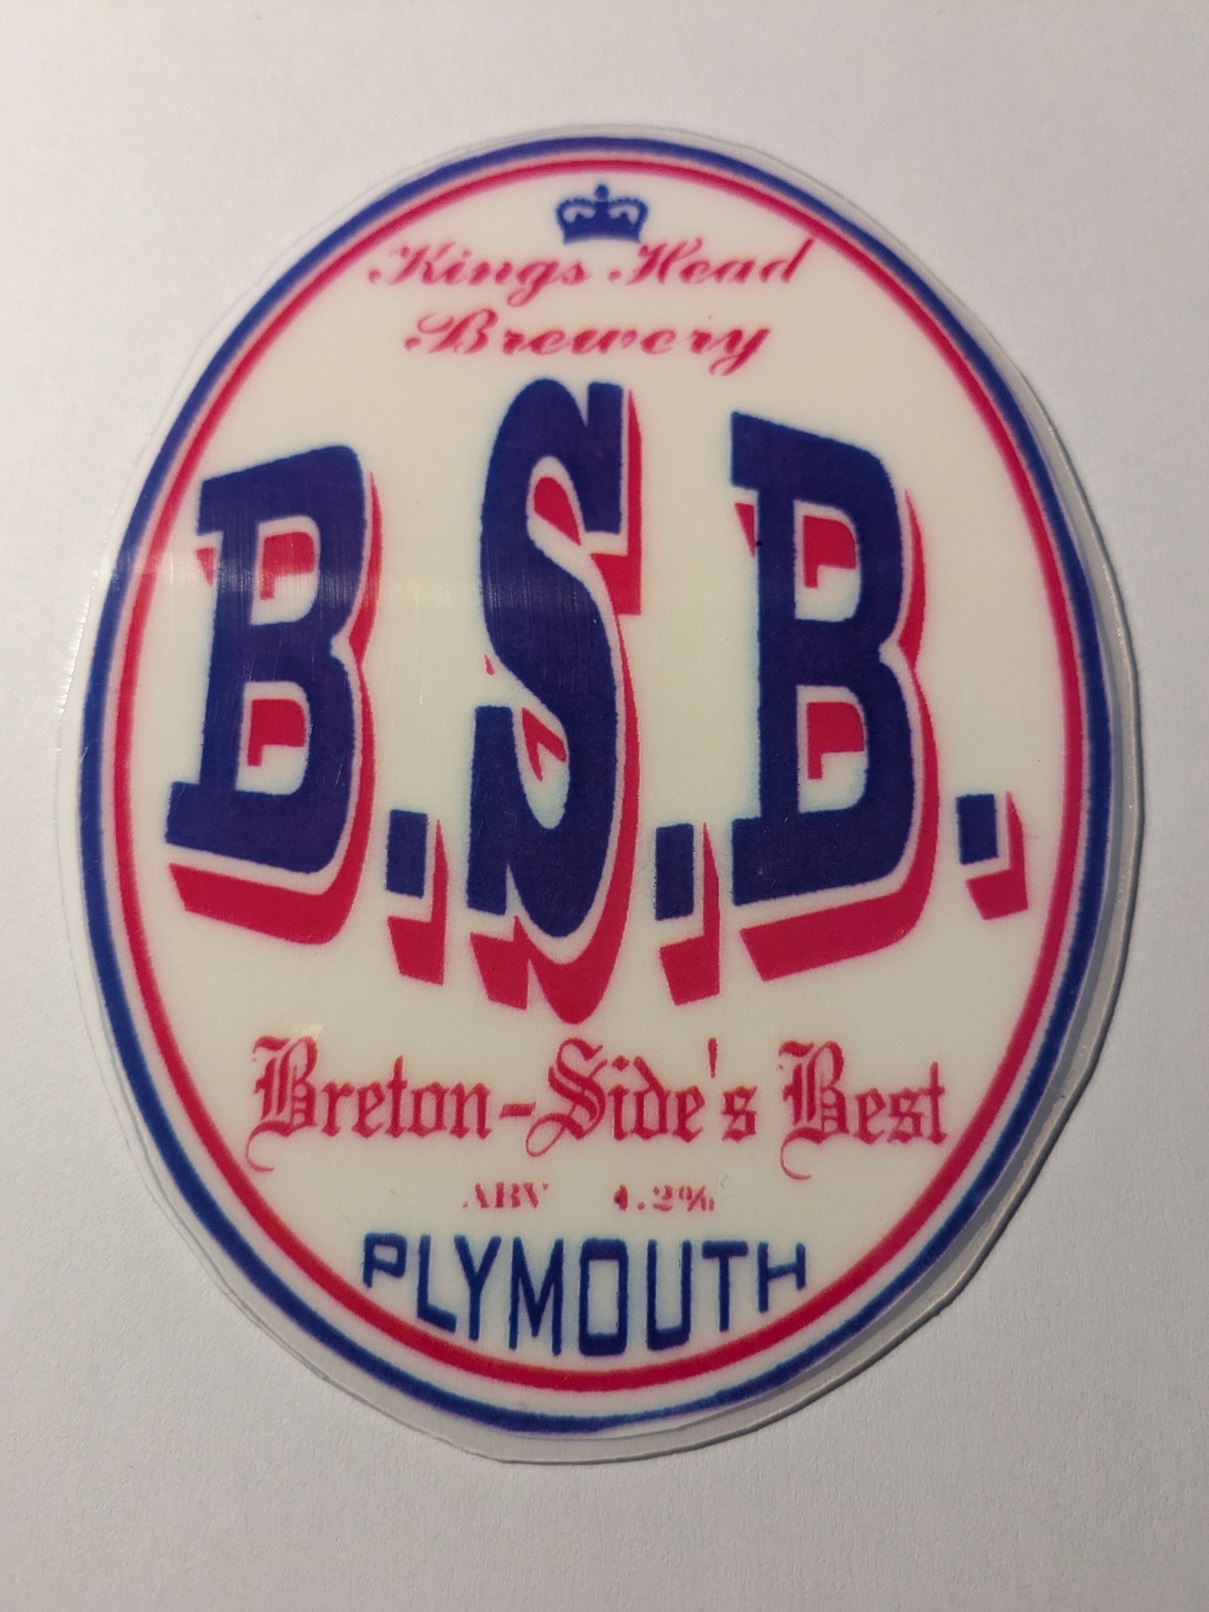 Kings Head
Brewery
B.S.B.
Breton-Side's Best
ABV 4.2%
PLYMOUTH